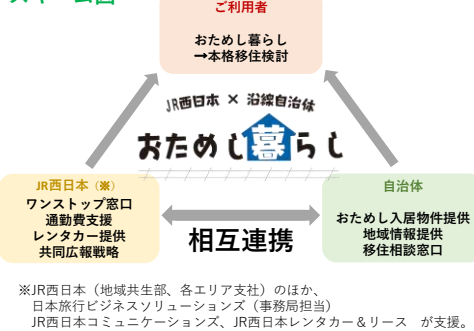 スキーム図
ご利用者
おためし暮らし
→本格移住検討
JR西日本 × 沿線自治体
おためし暮らし
JR西日本（※）
ワンストップ窓口
通勤費支援
レンタカー提供
共同広報戦略
相互連携
自治体
おためし入居物件提供
地域情報提供
移住相談窓口
※JR西日本（地域共生部、各エリア支社）のほか、
日本旅行ビジネスソリューションズ（事務局担当）
JR西日本コミュニケーションズ、JR西日本レンタカー＆リース　が支援。